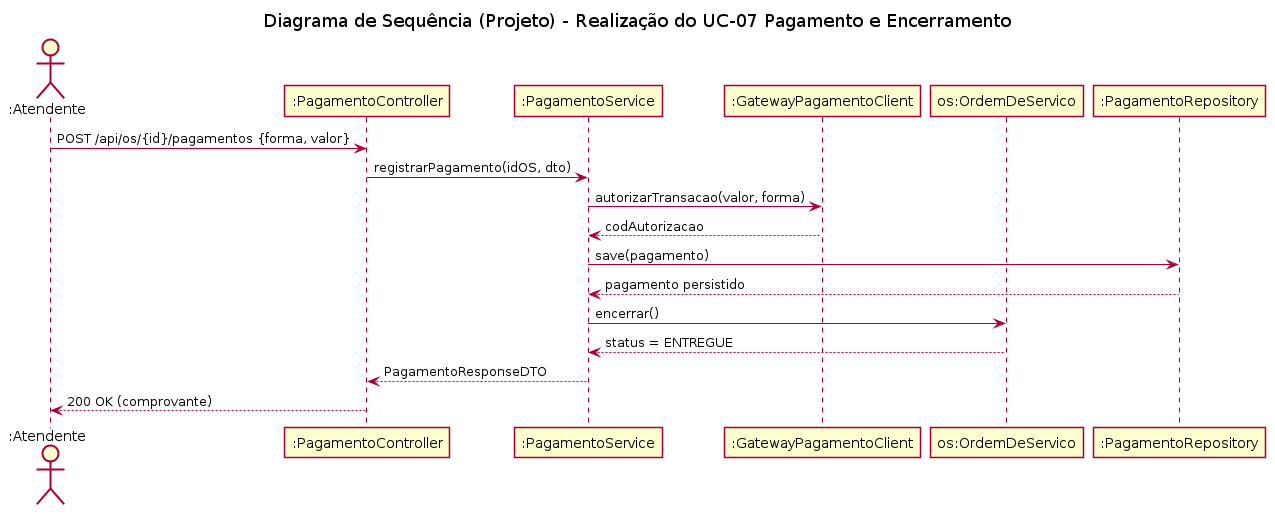 Diagrama de Sequência (Projeto) - Realização do UC-07 Pagamento e Encerramento
:Atendente
:PagamentoController
:PagamentoService
:GatewayPagamentoClient
os:OrdemDeServico
:PagamentoRepository
POST /api/os/{id}/pagamentos {forma, valor}
registrarPagamento(idOS, dto)
autorizarTransacao(valor, forma)
codAutorizacao
save(pagamento)
pagamento persistido
encerrar()
status = ENTREGUE
PagamentoResponseDTO
200 OK (comprovante)
:Atendente
:PagamentoController
:PagamentoService
:GatewayPagamentoClient
os:OrdemDeServico
:PagamentoRepository